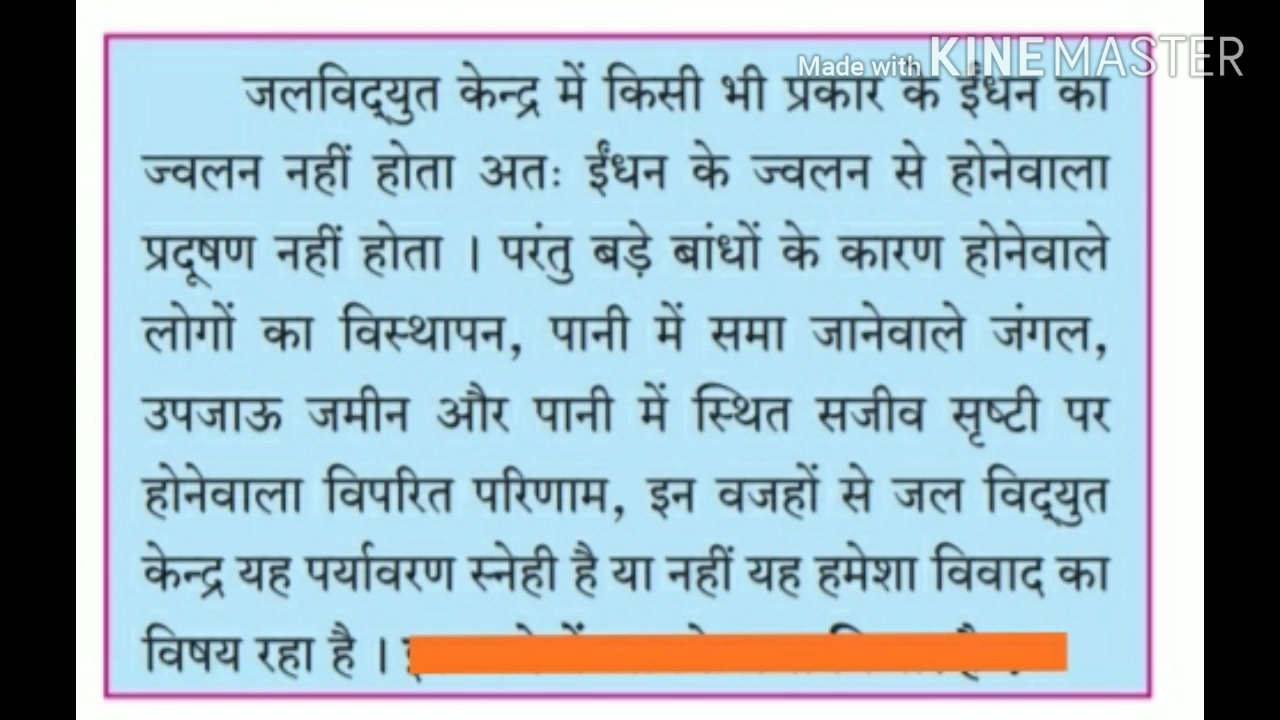 Made with KINEMASTER
जलविद्युत केन्द्र में किसी भी प्रकार के ईंधन का
ज्वलन नहीं होता अतः ईंधन के ज्वलन से होनेवाला
प्रदूषण नहीं होता । परंतु बड़े बांधों के कारण होनेवाले
लोगों का विस्थापन, पानी में समा जानेवाले जंगल,
उपजाऊ जमीन और पानी में स्थित सजीव सृष्टी पर
होनेवाला विपरित परिणाम, इन वजहों से जल विद्युत
केन्द्र यह पर्यावरण स्नेही है या नहीं यह हमेशा विवाद का
विषय रहा है ।